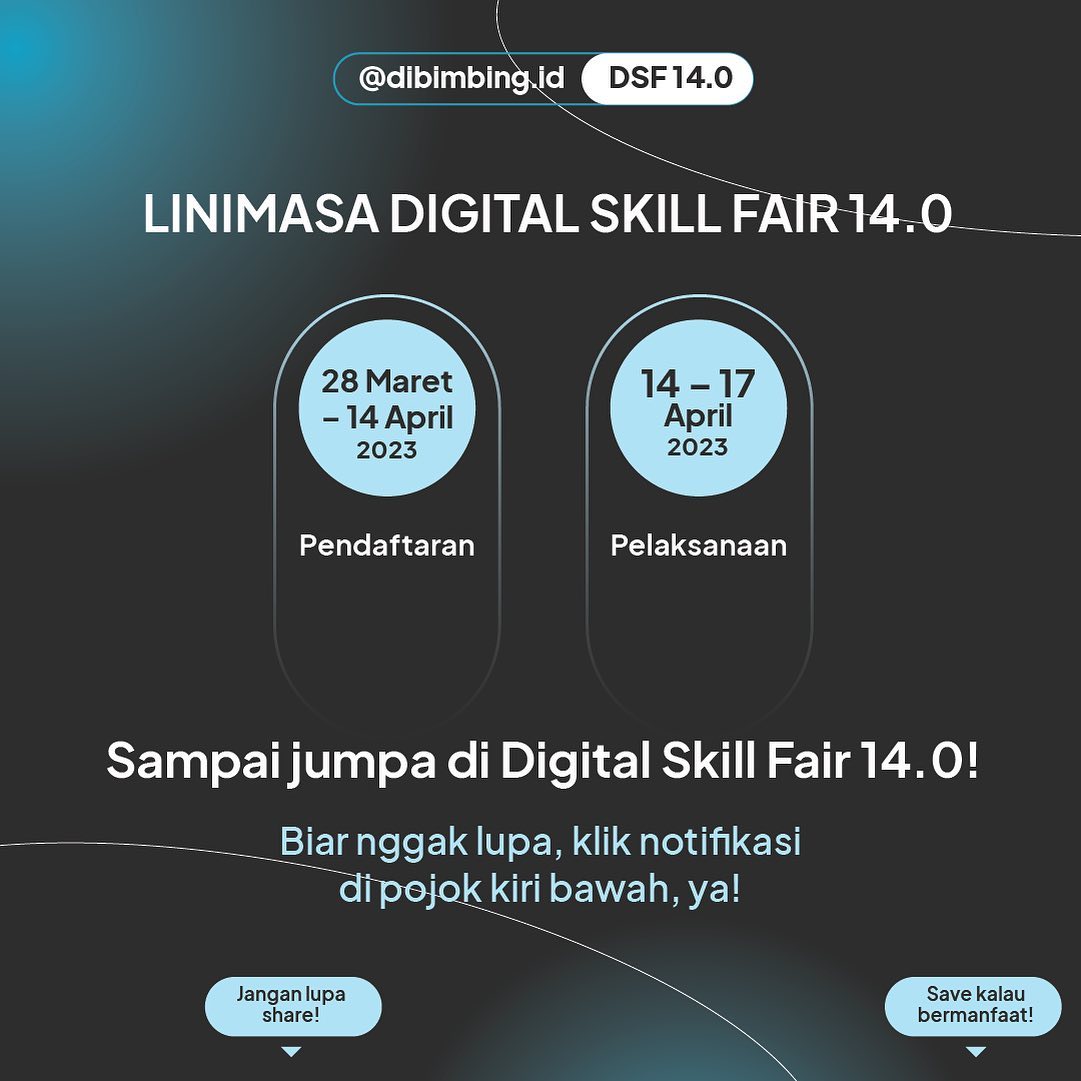 @dibimbing.id DSF 14.0
LINIMASA DIGITAL SKILL FAIR 14.0
28 Maret
– 14 April
2023
Pendaftaran
14 – 17
April
2023
Pelaksanaan
Sampai jumpa di Digital Skill Fair 14.0!
Biar nggak lupa, klik notifikasi
di pojok kiri bawah, ya!
Jangan lupa
share!
Save kalau
bermanfaat!